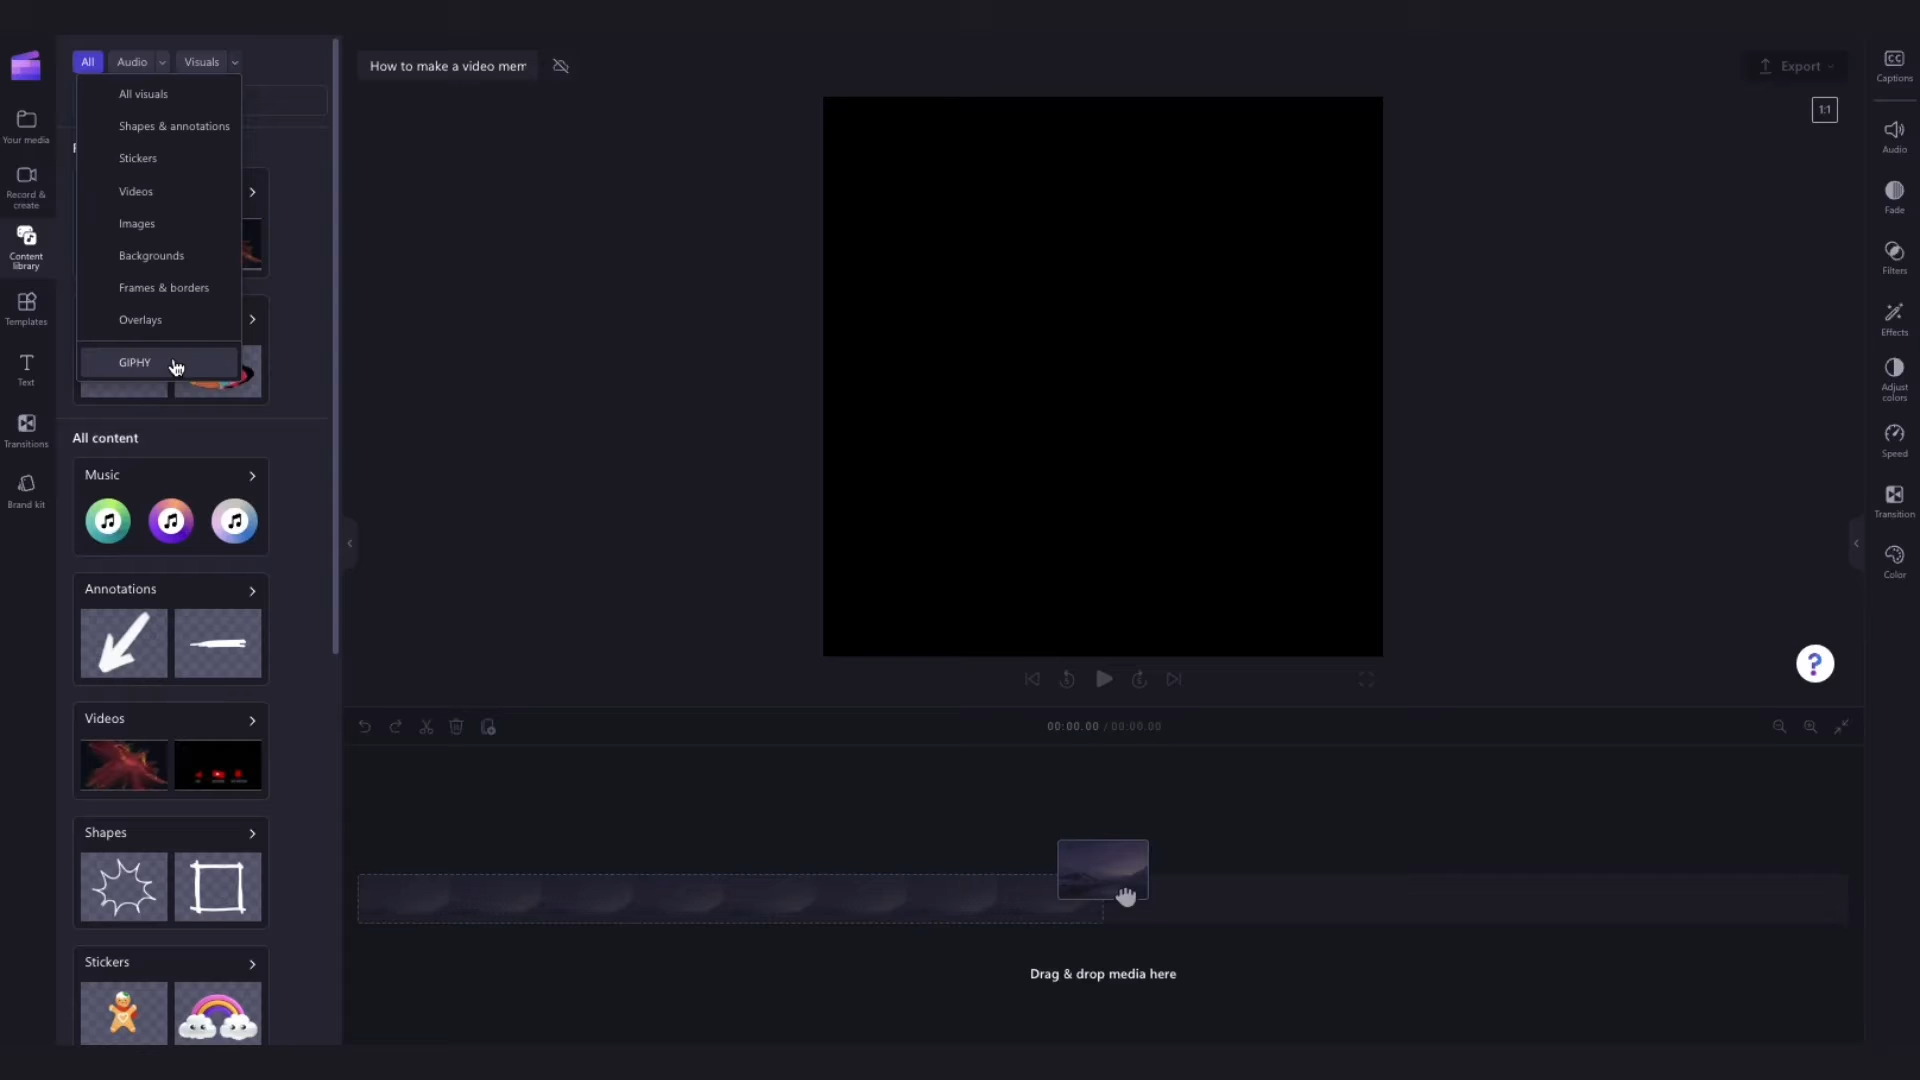 All
Audio
Visuals
All visuals
Shapes & annotations
Stickers
Videos
Images
Backgrounds
Frames & borders
Overlays
GIPHY
Your media
Record &
create
Content
library
Templates
Text
Transitions
Brand kit
All content
Music
Annotations
Videos
Shapes
Stickers
How to make a video mem
Export
1:1
?
00:00.00 / 00:00.00
Drag & drop media here
CC
Captions
Audio
Fade
Filters
Effects
Adjust
colors
Speed
Transition
Color